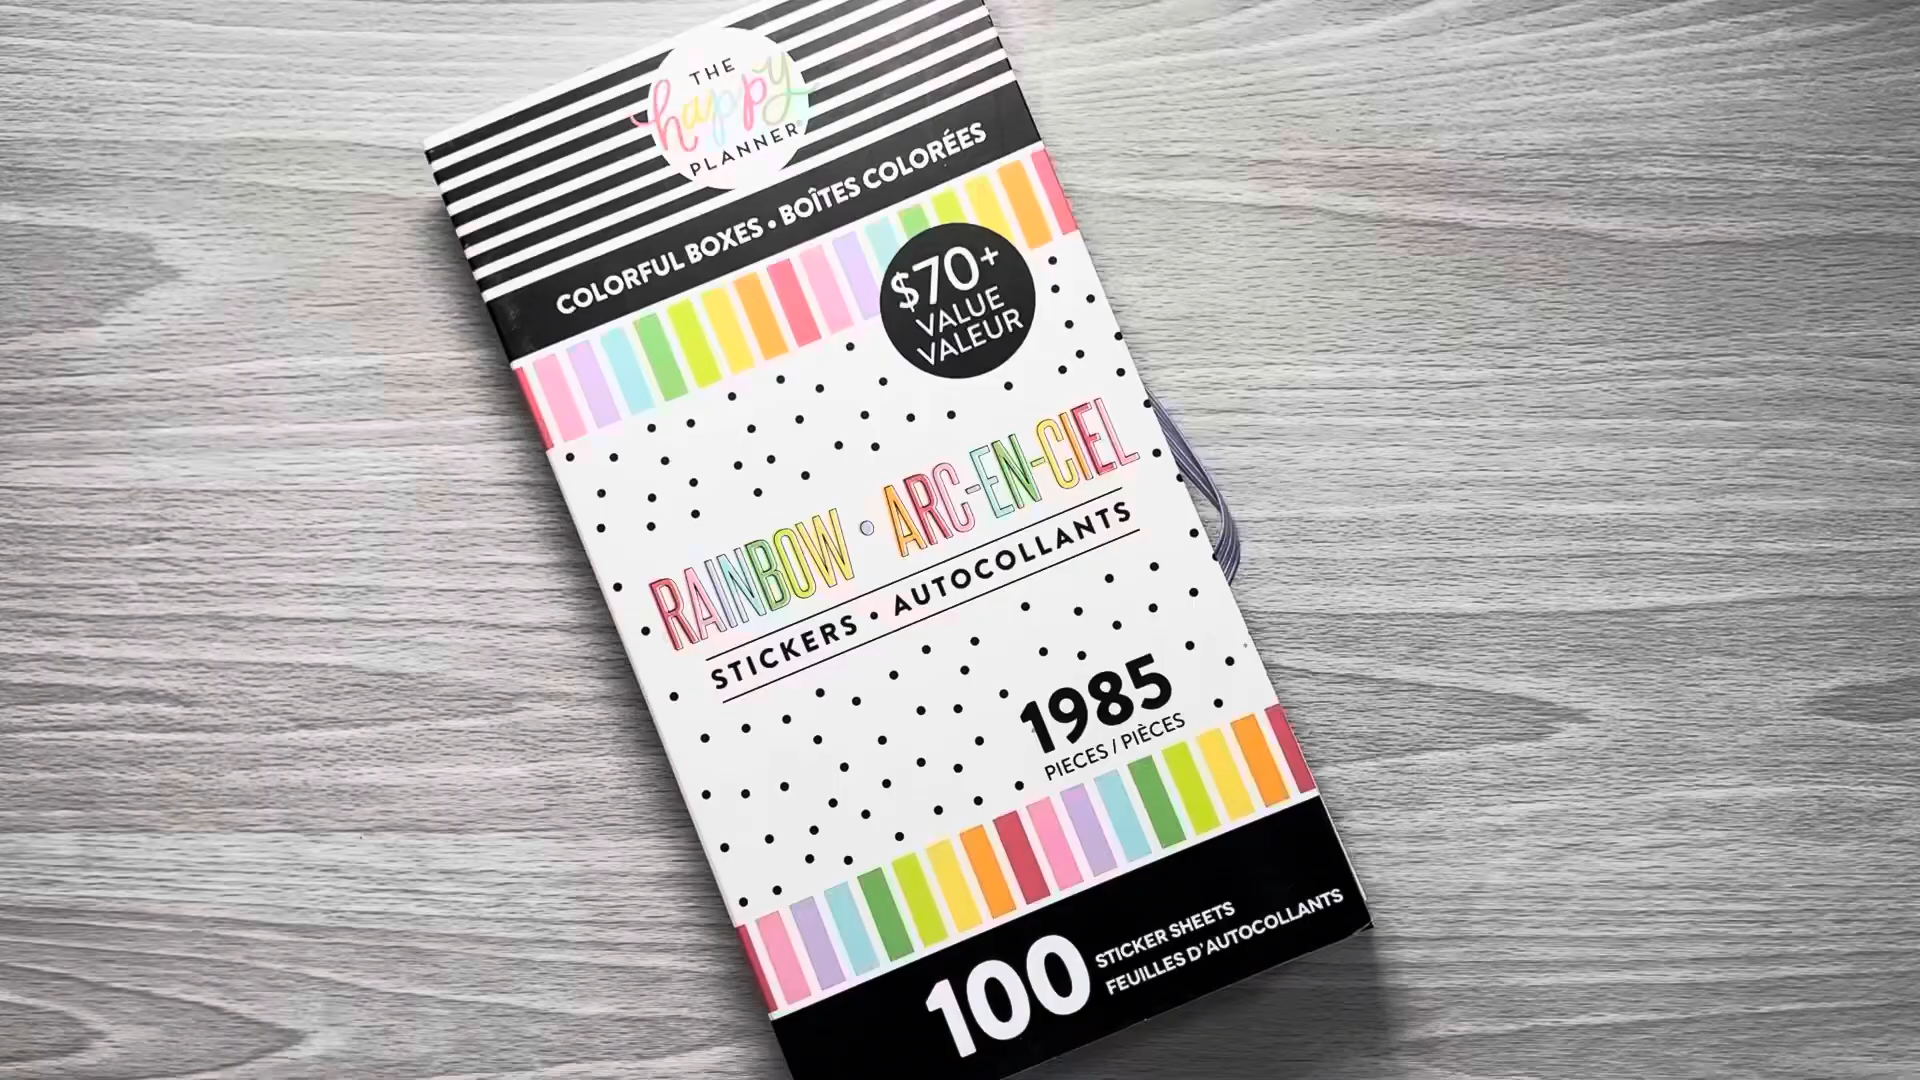 THE
happy
PLANNER®
COLORFUL BOXES • BOÎTES COLORÉES
$70+
VALUE
VALEUR
RAINBOW • ARC-EN-CIEL
STICKERS • AUTOCOLLANTS
1985
PIECES / PIÈCES
100
STICKER SHEETS
FEUILLES D'AUTOCOLLANTS